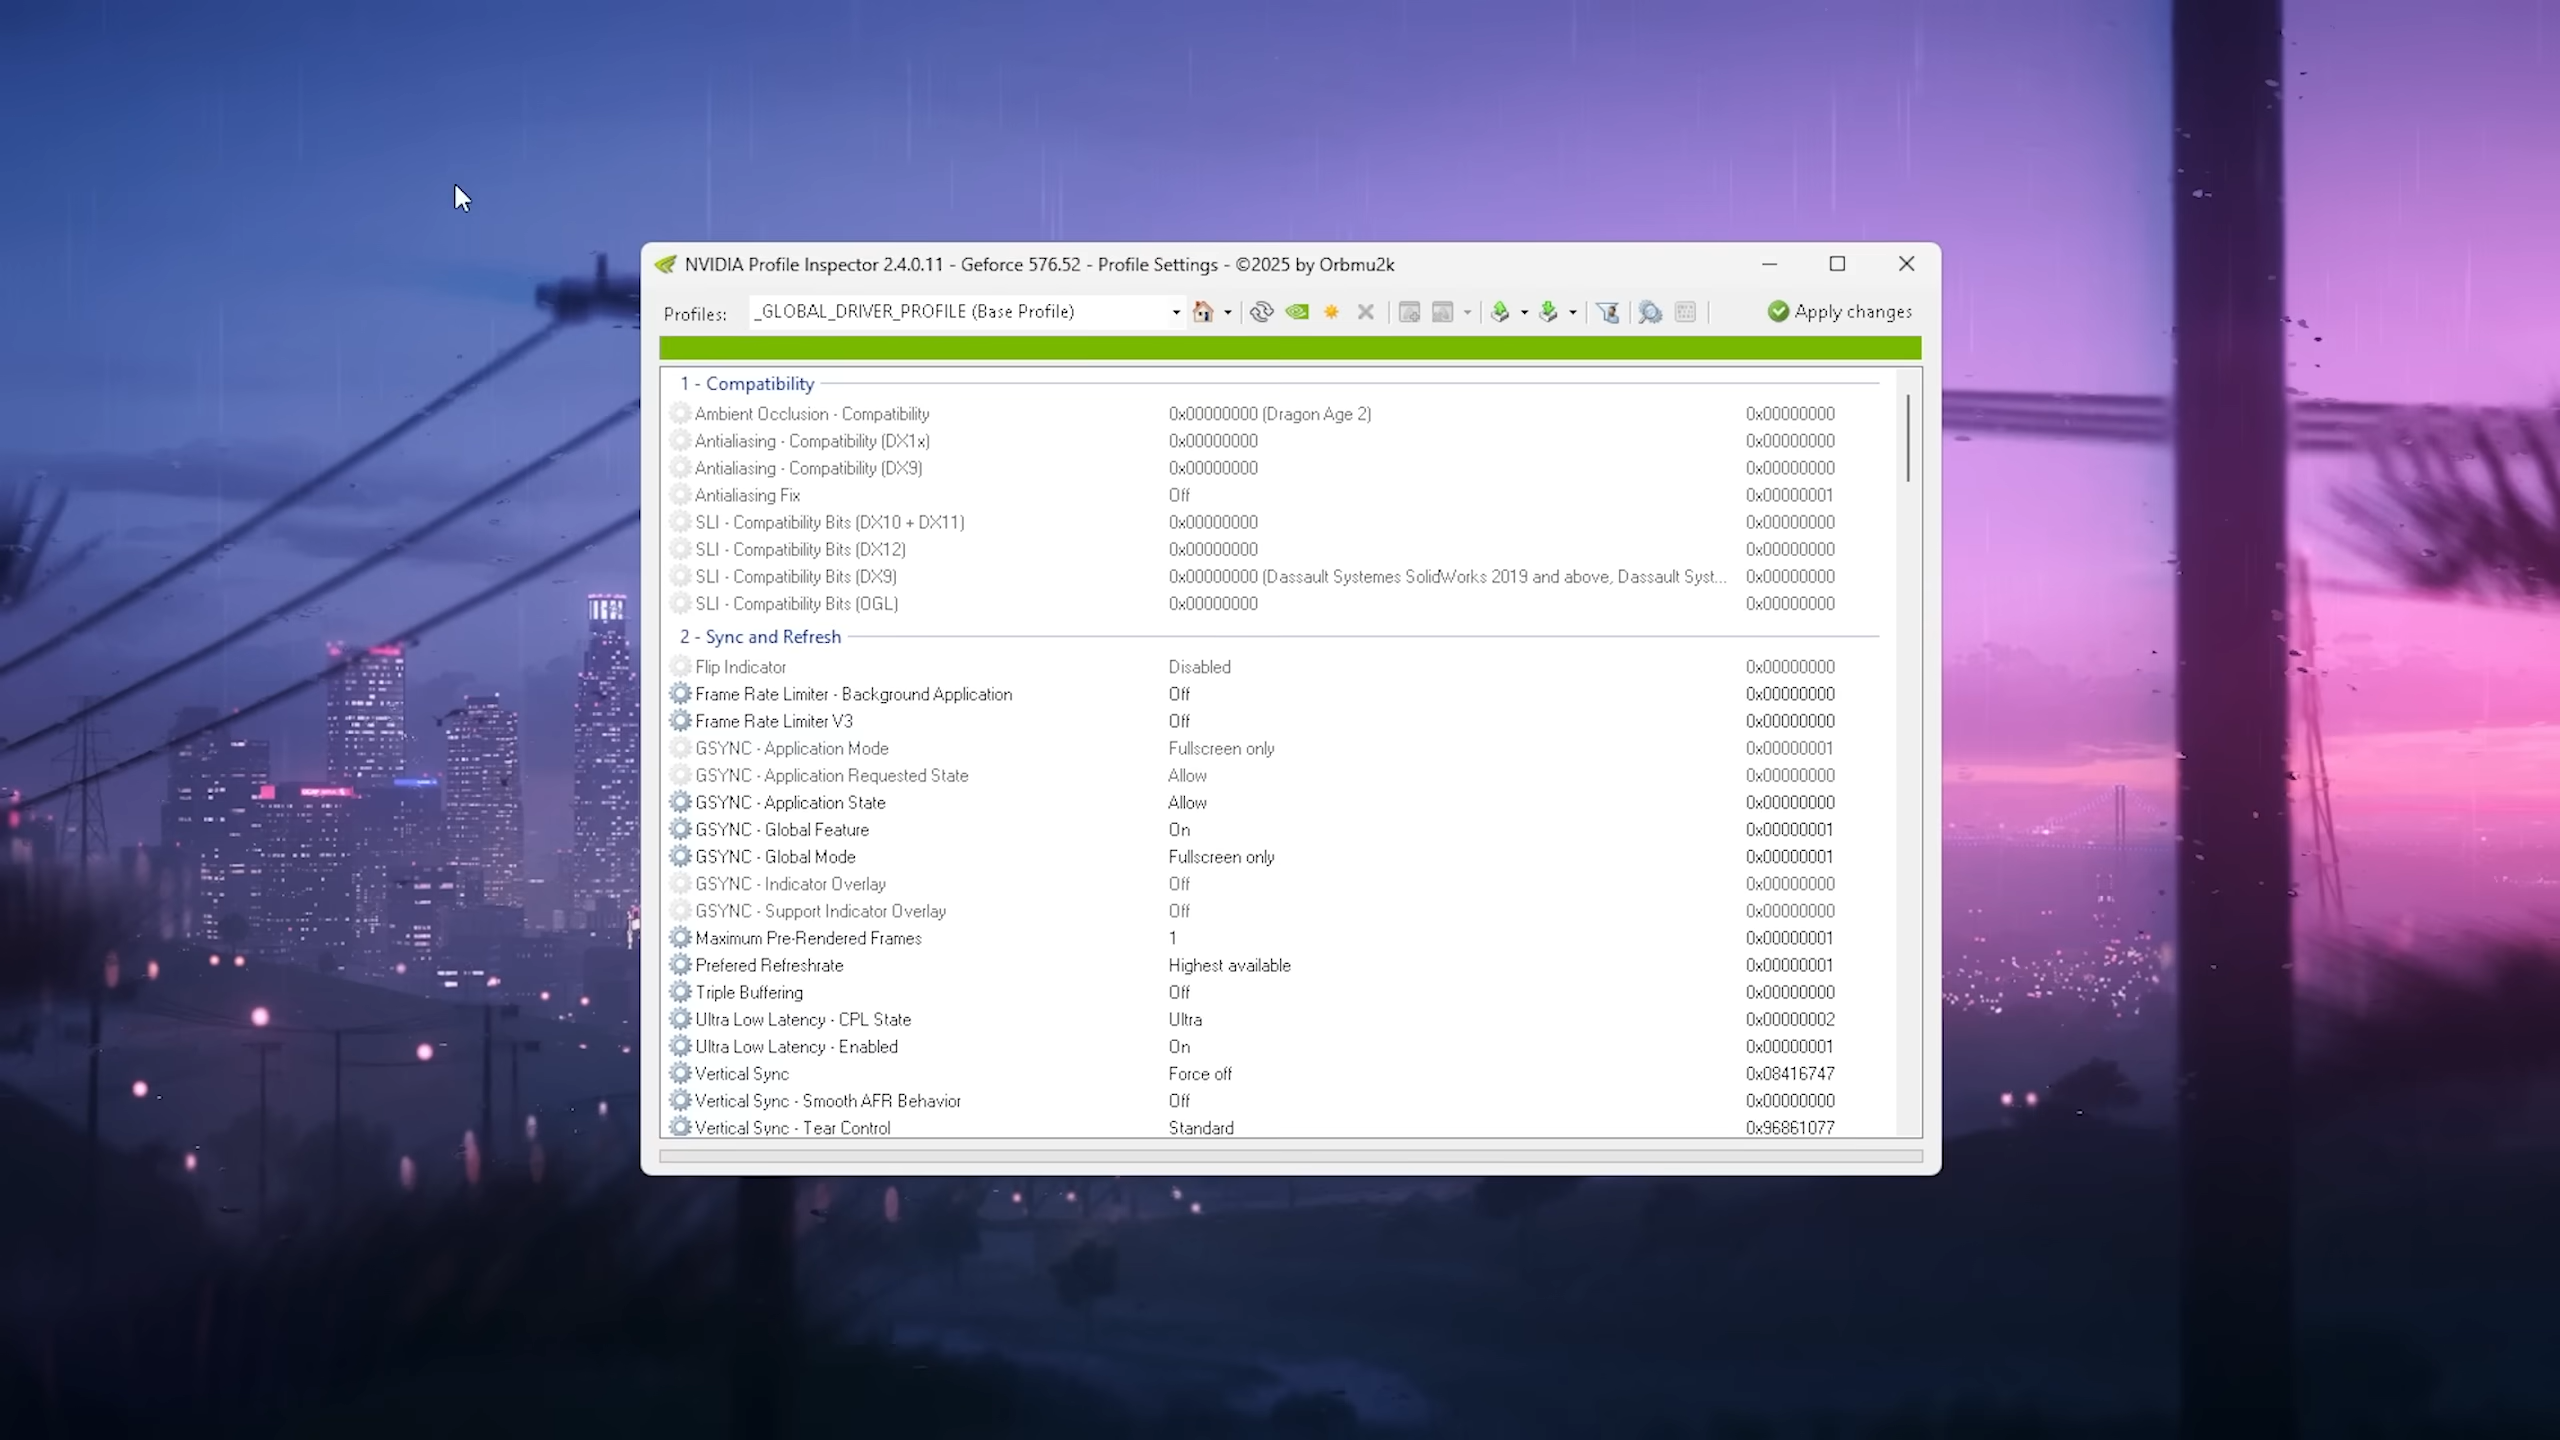 NVIDIA Profile Inspector 2.4.0.11 - Geforce 576.52 - Profile Settings - ©2025 by Orbmu2k
Profiles: _GLOBAL_DRIVER_PROFILE (Base Profile) Apply changes
1 - Compatibility
Ambient Occlusion - Compatibility 0x00000000 (Dragon Age 2) 0x00000000
Antialiasing - Compatibility (DX1x) 0x00000000 0x00000000
Antialiasing - Compatibility (DX9) 0x00000000 0x00000000
Antialiasing Fix Off 0x00000001
SLI - Compatibility Bits (DX10 + DX11) 0x00000000 0x00000000
SLI - Compatibility Bits (DX12) 0x00000000 0x00000000
SLI - Compatibility Bits (DX9) 0x00000000 (Dassault Systemes SolidWorks 2019 and above, Dassault Syst... 0x00000000
SLI - Compatibility Bits (OGL) 0x00000000 0x00000000
2 - Sync and Refresh
Flip Indicator Disabled 0x00000000
Frame Rate Limiter - Background Application Off 0x00000000
Frame Rate Limiter V3 Off 0x00000000
GSYNC - Application Mode Fullscreen only 0x00000001
GSYNC - Application Requested State Allow 0x00000000
GSYNC - Application State Allow 0x00000000
GSYNC - Global Feature On 0x00000001
GSYNC - Global Mode Fullscreen only 0x00000001
GSYNC - Indicator Overlay Off 0x00000000
GSYNC - Support Indicator Overlay Off 0x00000000
Maximum Pre-Rendered Frames 1 0x00000001
Prefered Refreshrate Highest available 0x00000001
Triple Buffering Off 0x00000000
Ultra Low Latency - CPL State Ultra 0x00000002
Ultra Low Latency - Enabled On 0x00000001
Vertical Sync Force off 0x08416747
Vertical Sync - Smooth AFR Behavior Off 0x00000000
Vertical Sync - Tear Control Standard 0x96861077